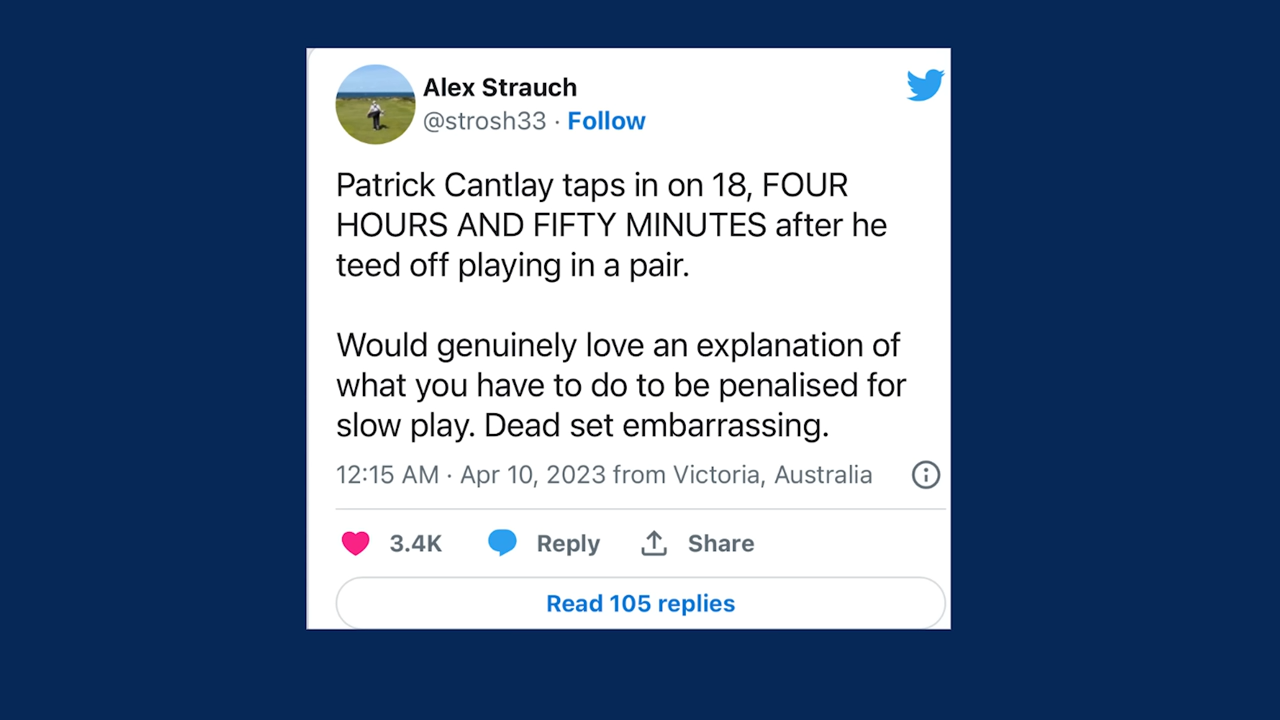 Alex Strauch
@strosh33 · Follow
Patrick Cantlay taps in on 18, FOUR
HOURS AND FIFTY MINUTES after he
teed off playing in a pair.
Would genuinely love an explanation of
what you have to do to be penalised for
slow play. Dead set embarrassing.
12:15 AM · Apr 10, 2023 from Victoria, Australia
3.4K Reply Share
Read 105 replies